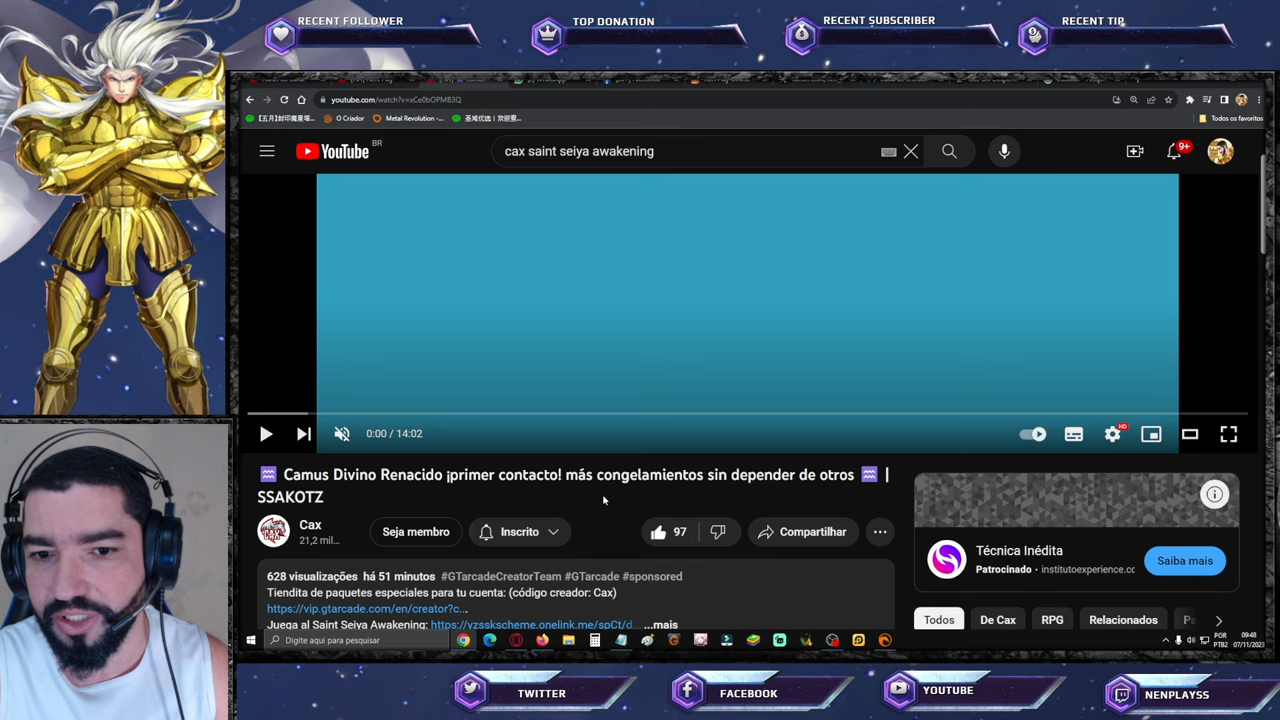 RECENT FOLLOWER
TOP DONATION
RECENT SUBSCRIBER
RECENT TIP
youtube.com/watch?v=xCe0bOPMB3Q
O Criador
Metal Revolution -...
Todos os favoritos
YouTube BR
cax saint seiya awakening
9+
0:00 / 14:02
HD
Camus Divino Renacido ¡primer contacto! más congelamientos sin depender de otros |
SSAKOTZ
Cax
21,2 mil...
Seja membro
Inscrito
97
Compartilhar
Técnica Inédita
Patrocinado · institutoexperience.cc
Saiba mais
628 visualizações há 51 minutos #GTarcadeCreatorTeam #GTarcade #sponsored
Tiendita de paquetes especiales para tu cuenta: (código creador: Cax)
https://vip.gtarcade.com/en/creator?c...
Juega al Saint Seiya Awakening: https://yzsskscheme.onelink.me/spCt/d... ...mais
Todos
De Cax
RPG
Relacionados
Digite aqui para pesquisar
POR
PTB2
09:48
07/11/2023
TWITTER
FACEBOOK
YOUTUBE
NENPLAYSS